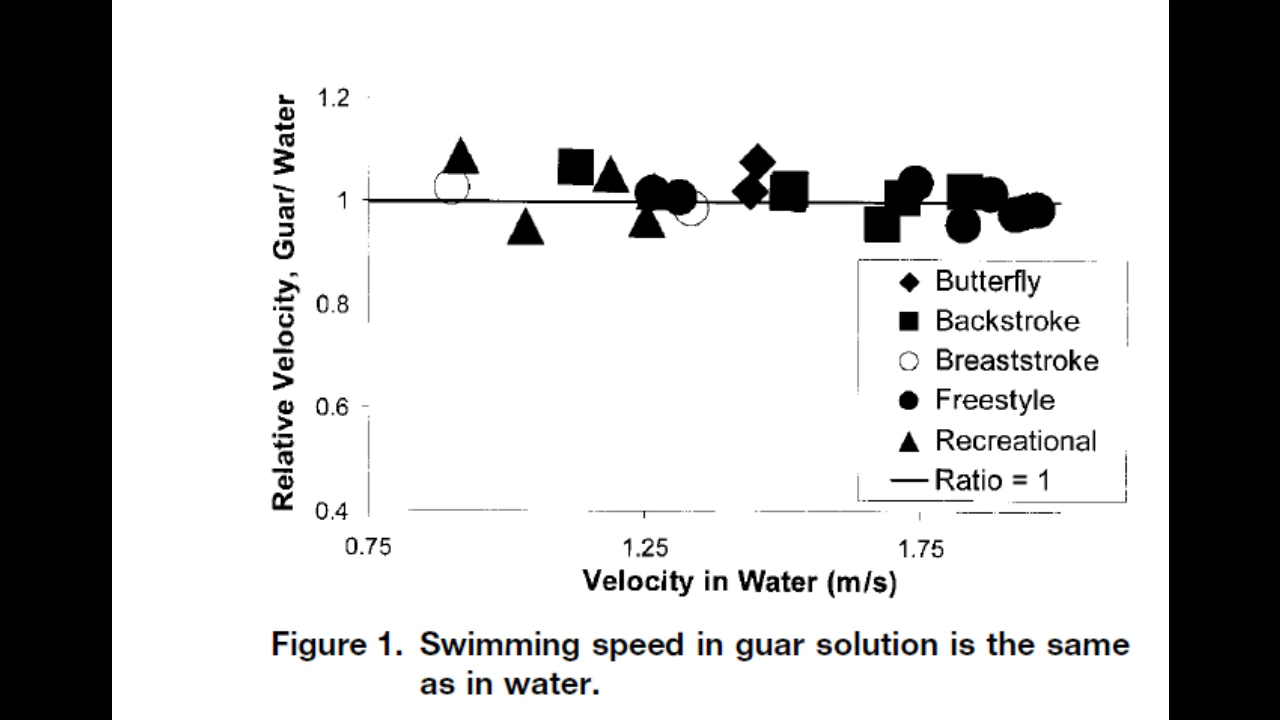 Relative Velocity, Guar/ Water
1.2
1
0.8
0.6
0.4
0.75
1.25
1.75
Velocity in Water (m/s)
Butterfly
Backstroke
Breaststroke
Freestyle
Recreational
Ratio = 1
Figure 1. Swimming speed in guar solution is the same
as in water.